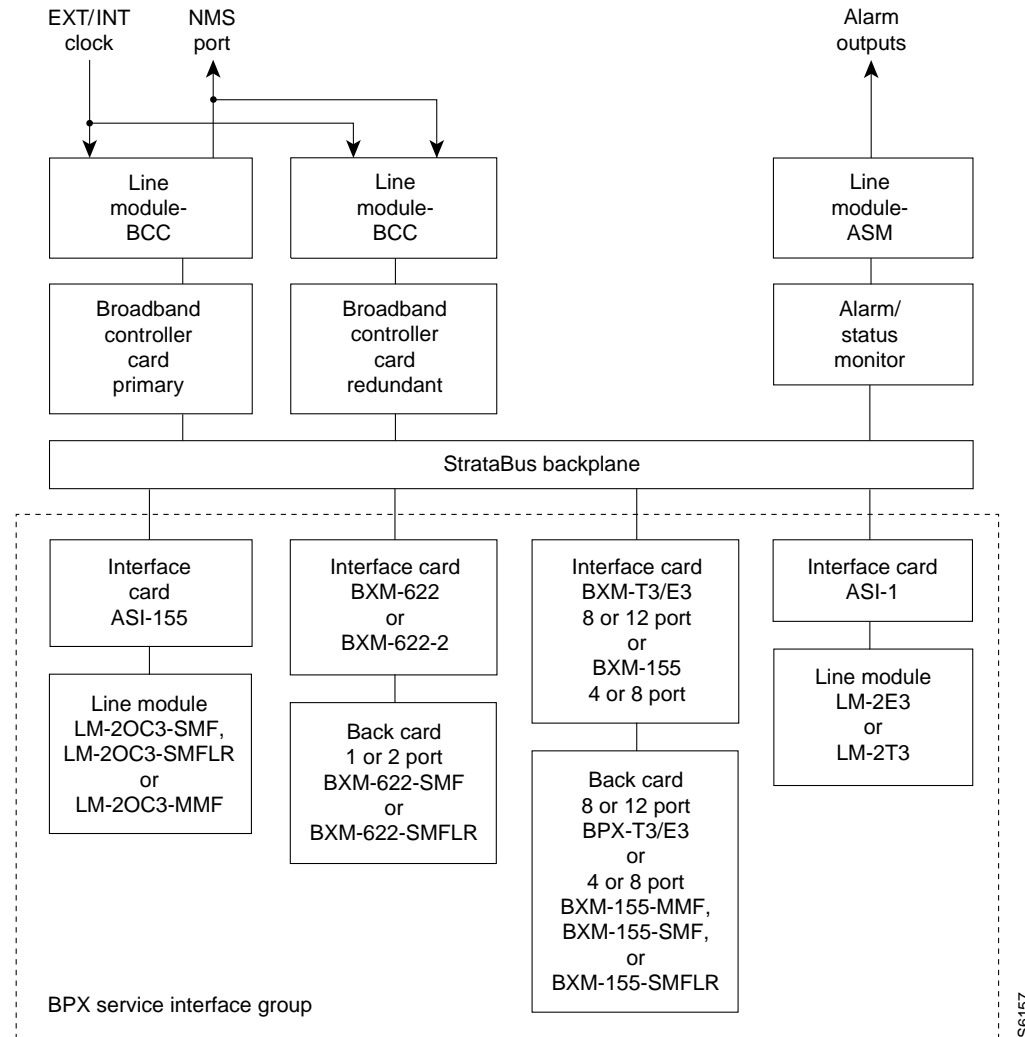 EXT/INT
clock
NMS
port
Alarm
outputs
Line
module-
BCC
Line
module-
BCC
Line
module-
ASM
Broadband
controller
card
primary
Broadband
controller
card
redundant
Alarm/
status
monitor
StrataBus backplane
Interface
card
ASI-155
Interface card
BXM-622
or
BXM-622-2
Interface card
BXM-T3/E3
8 or 12 port
or
BXM-155
4 or 8 port
Interface card
ASI-1
Line module
LM-2OC3-SMF,
LM-2OC3-SMFLR
or
LM-2OC3-MMF
Back card
1 or 2 port
BXM-622-SMF
or
BXM-622-SMFLR
Back card
8 or 12 port
BPX-T3/E3
or
4 or 8 port
BXM-155-MMF,
BXM-155-SMF,
or
BXM-155-SMFLR
Line module
LM-2E3
or
LM-2T3
BPX service interface group
S6157